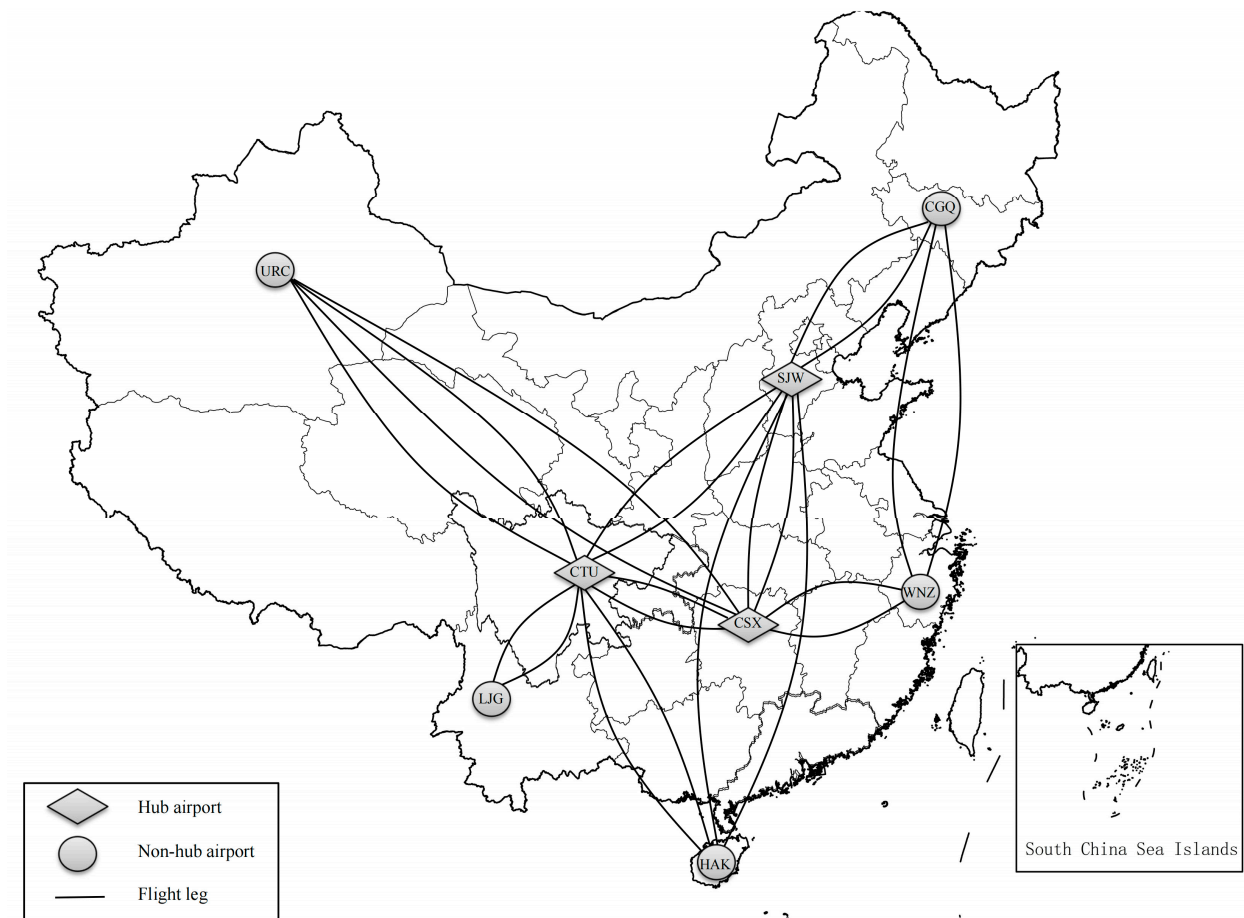 CGQ
URC
SJW
CTU
WNZ
CSX
LJG
HAK
Hub airport
Non-hub airport
Flight leg
South China Sea Islands